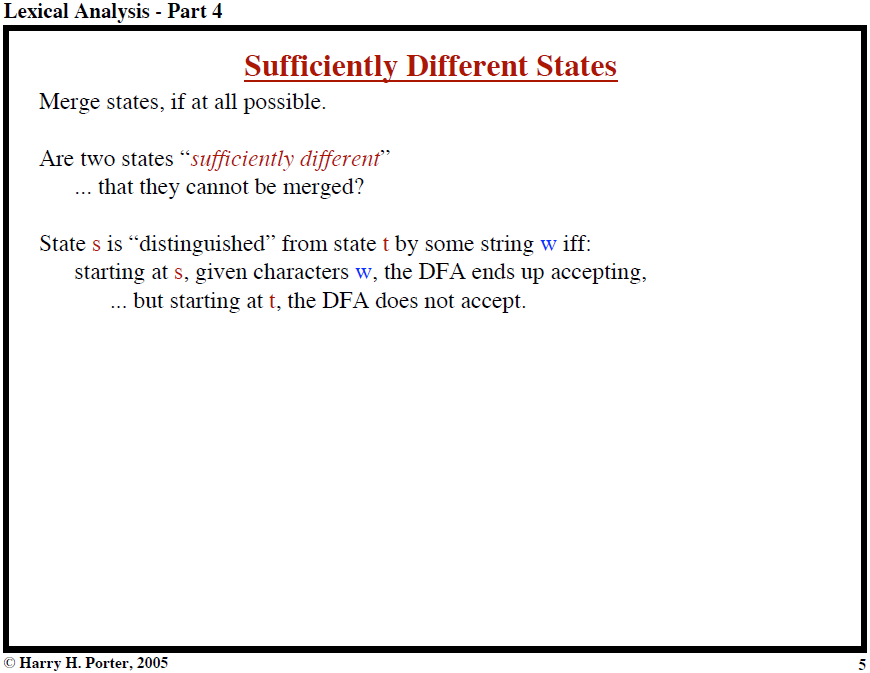 Lexical Analysis - Part 4
Sufficiently Different States
Merge states, if at all possible.
Are two states “sufficiently different”
... that they cannot be merged?
State s is “distinguished” from state t by some string w iff:
starting at s, given characters w, the DFA ends up accepting,
... but starting at t, the DFA does not accept.
© Harry H. Porter, 2005
5